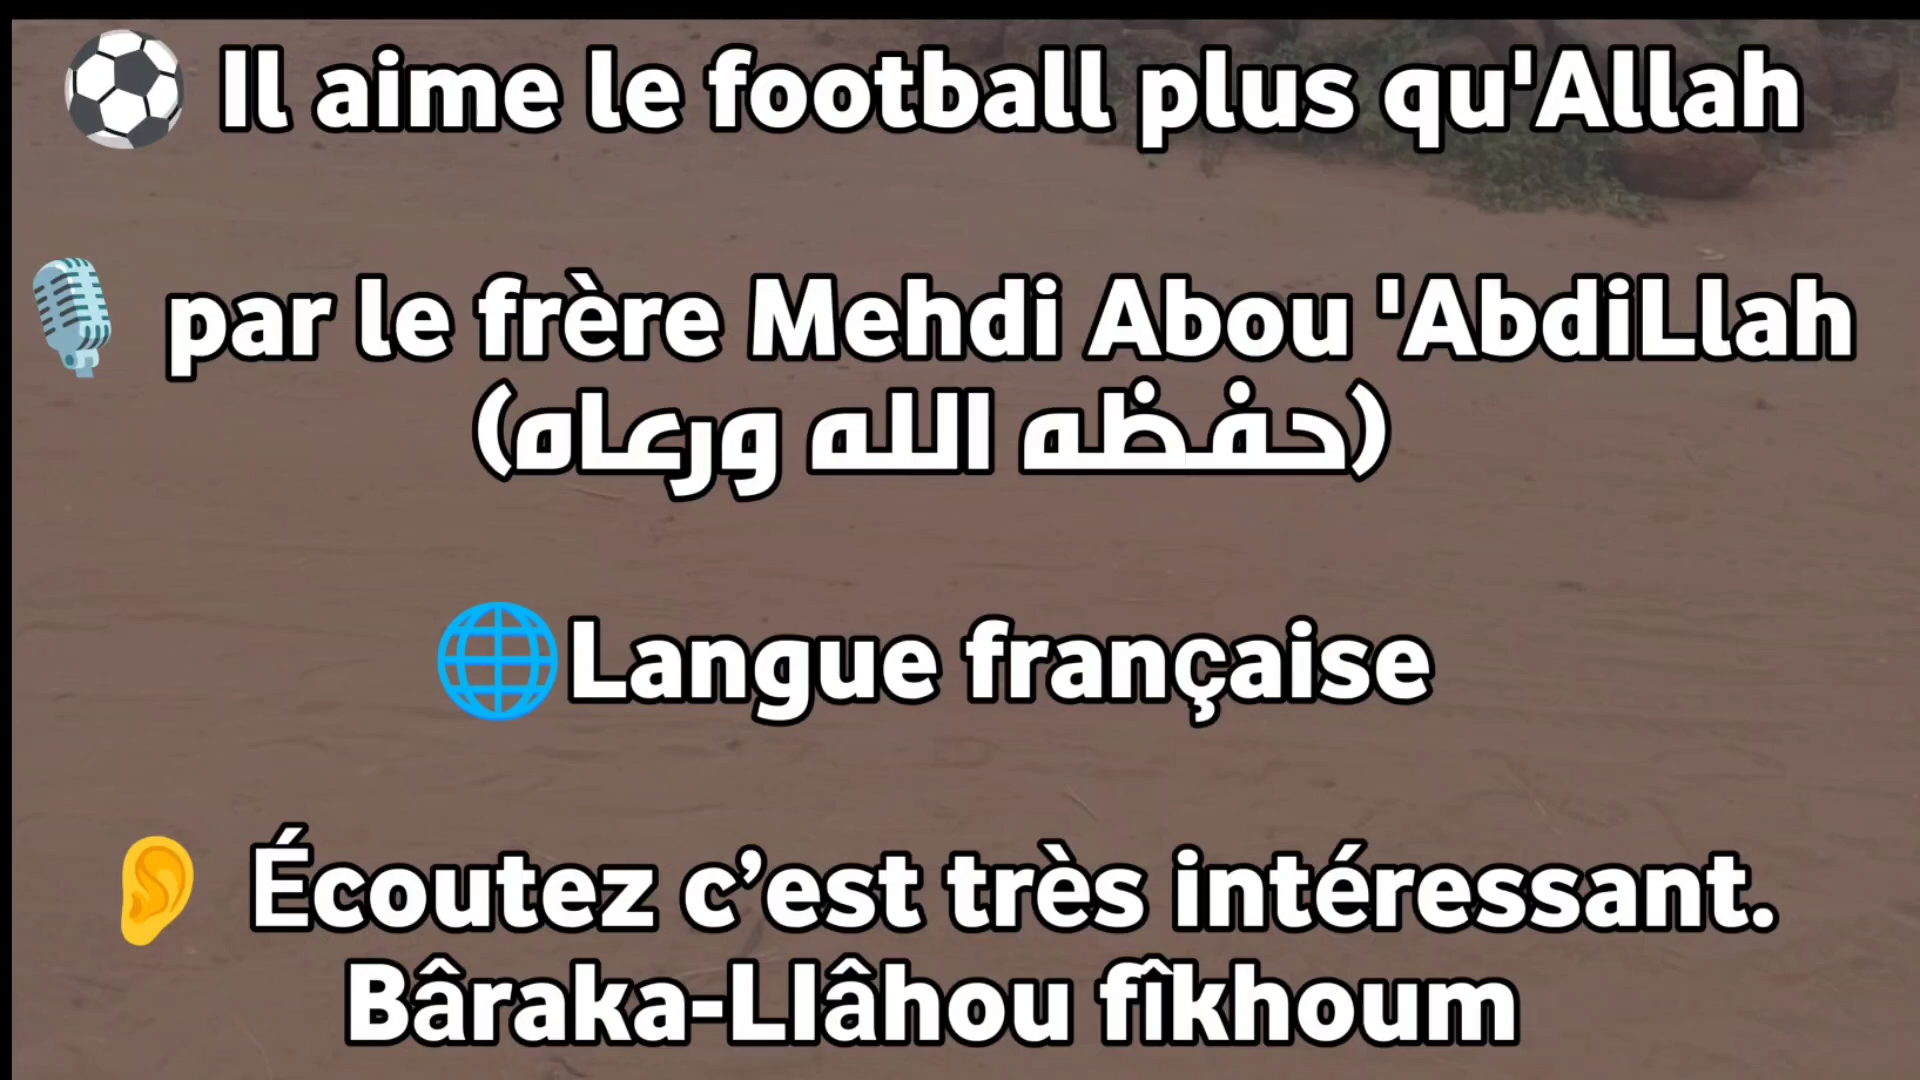 ⚽ Il aime le football plus qu'Allah
🎙️ par le frère Mehdi Abou 'AbdiLlah
(حفظه الله ورعاه)
🌐Langue française
👂 Écoutez c’est très intéressant.
Bâraka-Llâhou fîkhoum